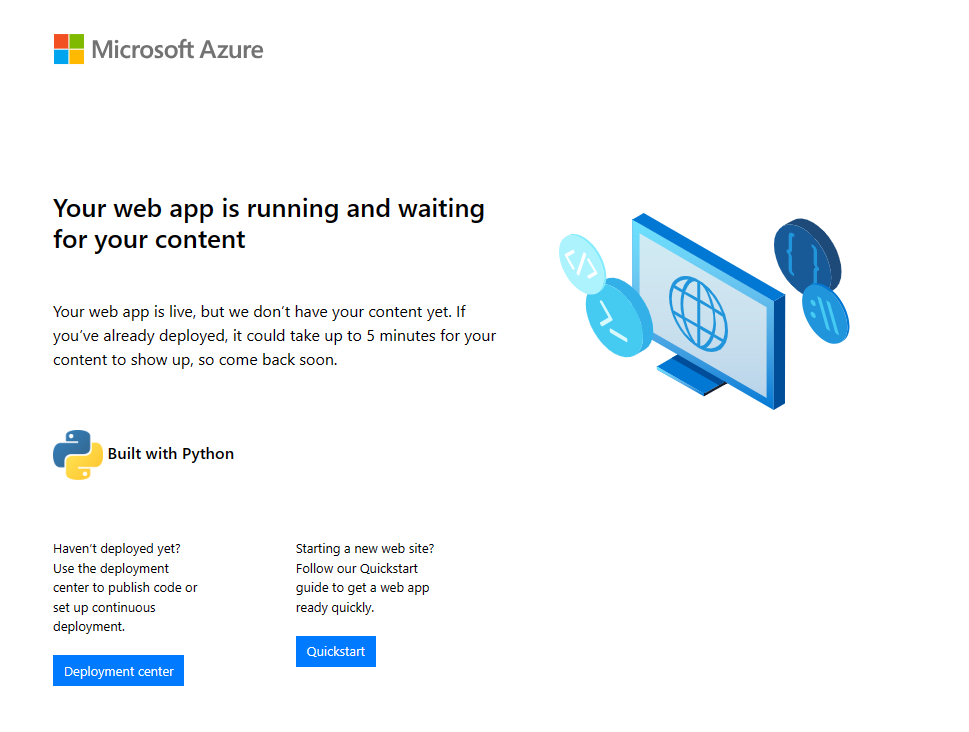 Microsoft Azure
Your web app is running and waiting
for your content
Your web app is live, but we don’t have your content yet. If
you’ve already deployed, it could take up to 5 minutes for your
content to show up, so come back soon.
Built with Python
Haven’t deployed yet?
Use the deployment
center to publish code or
set up continuous
deployment.
Deployment center
Starting a new web site?
Follow our Quickstart
guide to get a web app
ready quickly.
Quickstart